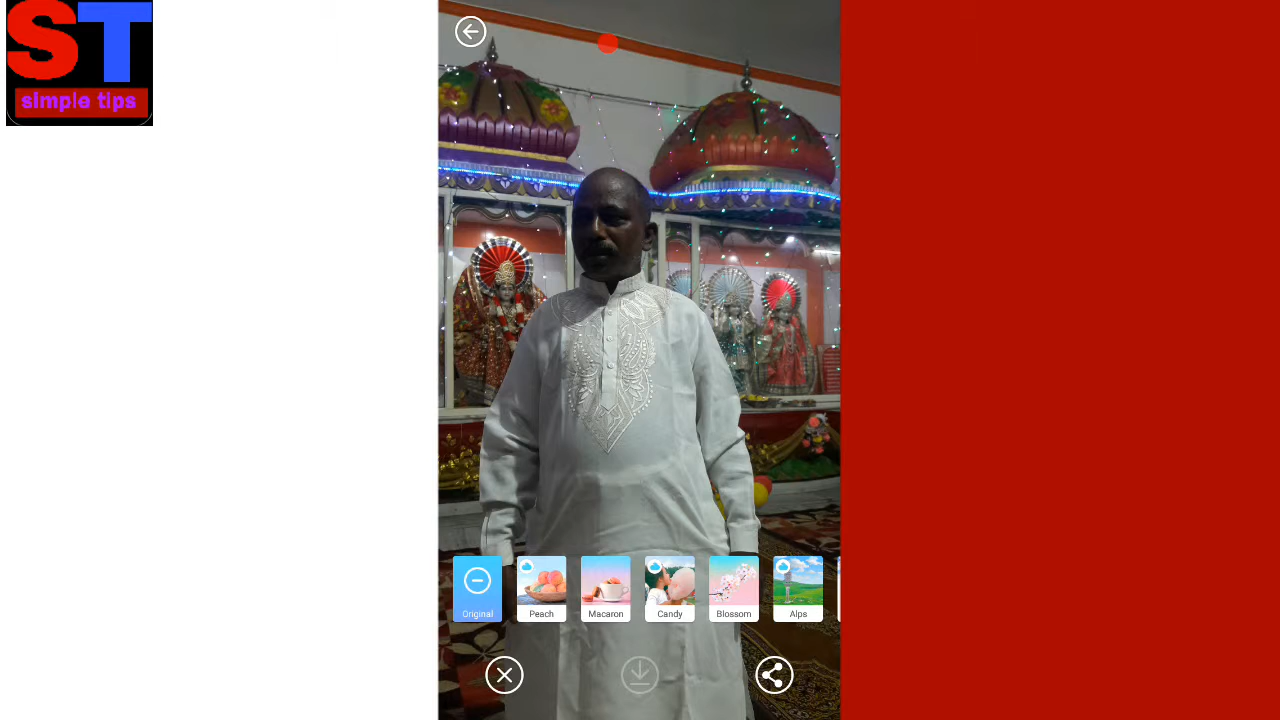 ST
simple tips
Original
Peach
Macaron
Candy
Blossom
Alps